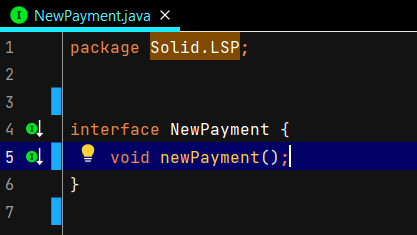 I NewPayment.java ×
1 package Solid.LSP;
2
3
4 I interface NewPayment {
5 I void newPayment();
6 }
7